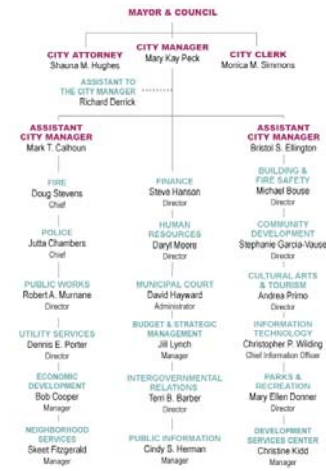 MAYOR & COUNCIL
CITY ATTORNEY
Shauna M. Hughes
CITY MANAGER
Mary Kay Peck
CITY CLERK
Monica M. Simmons
ASSISTANT TO
THE CITY MANAGER
Richard Derrick
ASSISTANT
CITY MANAGER
Mark T. Calhoun
FIRE
Doug Stevens
Chief
POLICE
Jutta Chambers
Chief
PUBLIC WORKS
Robert A. Murnane
Director
UTILITY SERVICES
Dennis E. Porter
Director
ECONOMIC
DEVELOPMENT
Bob Cooper
Manager
NEIGHBORHOOD
SERVICES
Skeet Fitzgerald
Manager
FINANCE
Steve Hanson
Director
HUMAN
RESOURCES
Daryl Moore
Director
MUNICIPAL COURT
David Hayward
Administrator
BUDGET & STRATEGIC
MANAGEMENT
Jill Lynch
Manager
INTERGOVERNMENTAL
RELATIONS
Terri B. Barber
Director
PUBLIC INFORMATION
Cindy S. Herman
Manager
ASSISTANT
CITY MANAGER
Bristol S. Ellington
BUILDING &
FIRE SAFETY
Michael Bouse
Director
COMMUNITY
DEVELOPMENT
Stephanie Garcia-Vause
Director
CULTURAL ARTS
& TOURISM
Andrea Primo
Director
INFORMATION
TECHNOLOGY
Christopher P. Wilding
Chief Information Officer
PARKS &
RECREATION
Mary Ellen Donner
Director
DEVELOPMENT
SERVICES CENTER
Christine Kidd
Manager